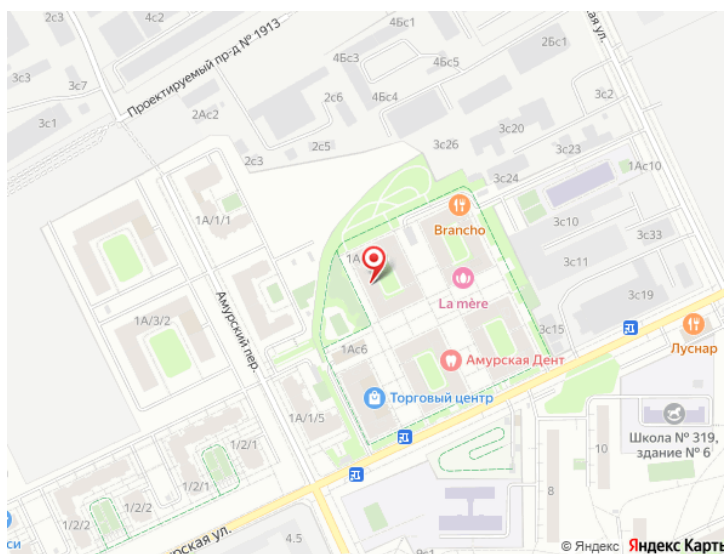 2с3
4Бс1
кая ул.
2Бс1
3с3
3с7
Проектируемый пр-д № 1913
4Бс5
2с6
4Бс4
3с2
3с1
2Ас2
3с20
3с26
3с23
2с3
2с5
1Ас10
3с24
1А/1/1
Brancho
3с10
3с33
1А
3с11
La mère
3с19
1А/3/2
Амурский пер.
3с15
Луснар
1Ас6
Амурская Дент
Торговый центр
1А/1/5
Школа № 319,
здание № 6
1/2/1
10
1/2/1
1/2/2
8
1/2/2
си
рская ул.
4.5
9с1
© Яндекс Яндекс Карты